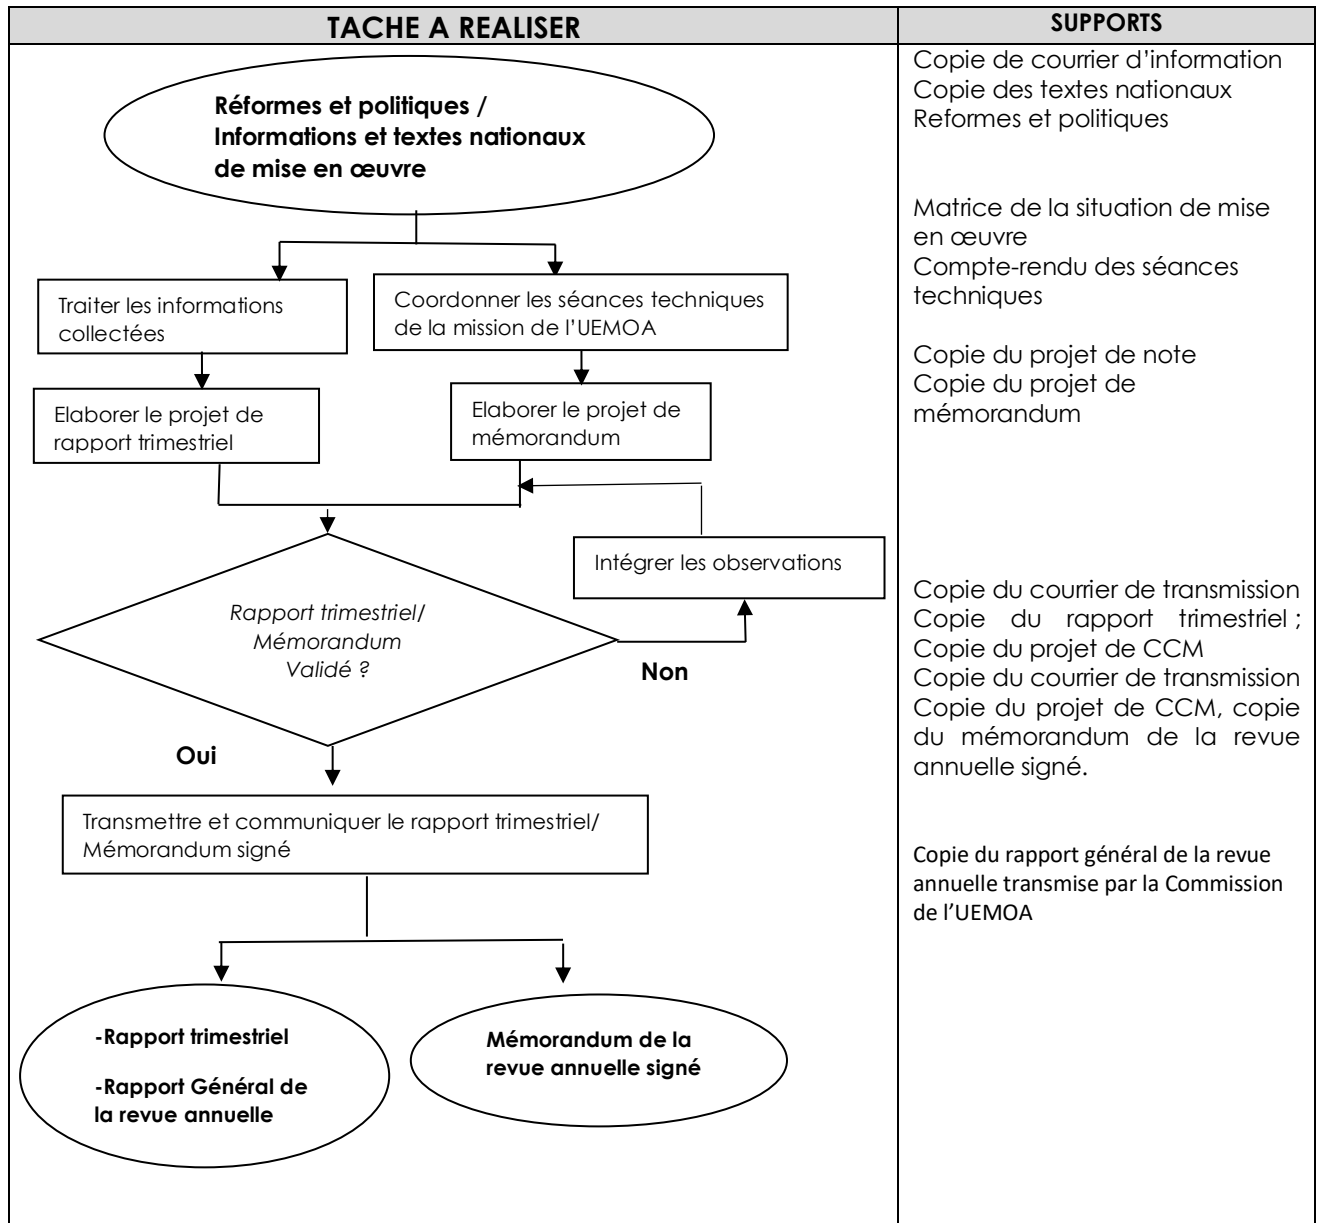 TACHE A REALISER
SUPPORTS
Réformes et politiques /
Informations et textes nationaux
de mise en œuvre
Traiter les informations
collectées
Coordonner les séances techniques
de la mission de l'UEMOA
Elaborer le projet de
rapport trimestriel
Elaborer le projet de
mémorandum
Intégrer les observations
Rapport trimestriel/
Mémorandum
Validé ?
Non
Oui
Transmettre et communiquer le rapport trimestriel/
Mémorandum signé
-Rapport trimestriel
-Rapport Général de
la revue annuelle
Mémorandum de la
revue annuelle signé
Copie de courrier d'information
Copie des textes nationaux
Reformes et politiques
Matrice de la situation de mise
en œuvre
Compte-rendu des séances
techniques
Copie du projet de note
Copie du projet de
mémorandum
Copie du courrier de transmission
Copie du rapport trimestriel ;
Copie du projet de CCM
Copie du courrier de transmission
Copie du projet de CCM, copie
du mémorandum de la revue
annuelle signé.
Copie du rapport général de la revue
annuelle transmise par la Commission
de l'UEMOA